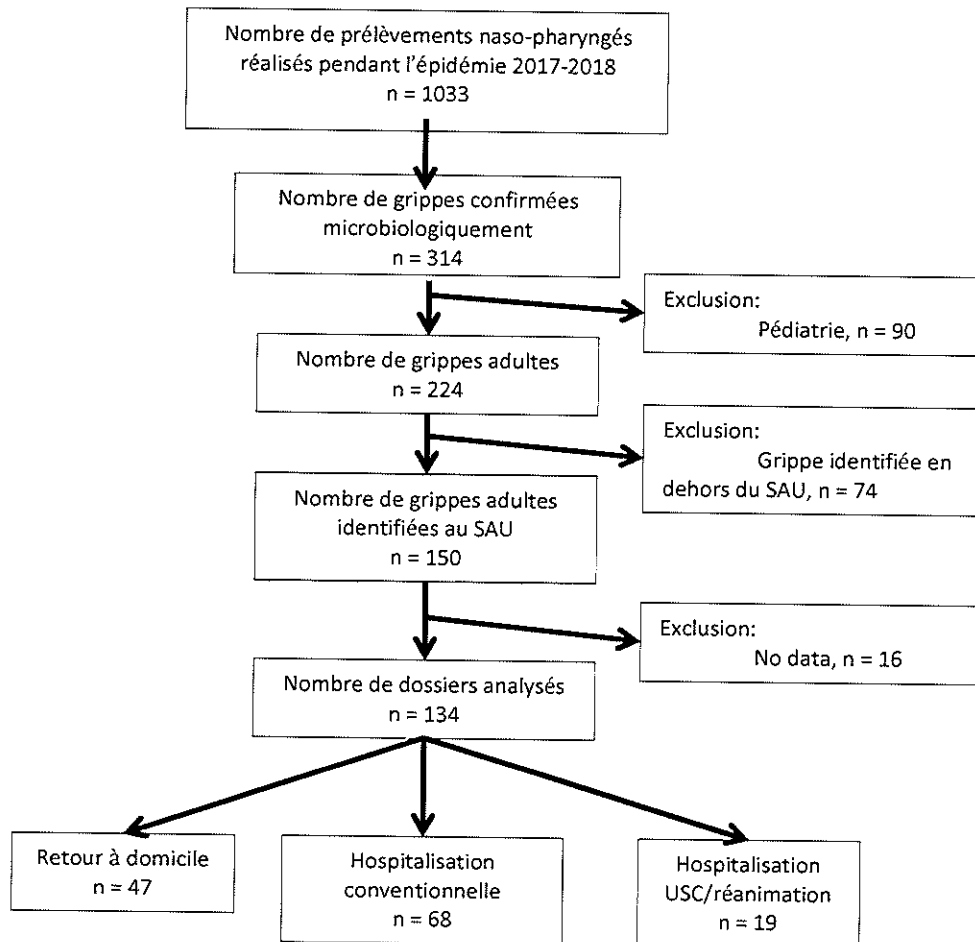 Nombre de prélèvements naso-pharyngés
réalisés pendant l'épidémie 2017-2018
n = 1033
Nombre de grippes confirmées
microbiologiquement
n = 314
Exclusion:
Pédiatrie, n = 90
Nombre de grippes adultes
n = 224
Exclusion:
Grippe identifiée en
dehors du SAU, n = 74
Nombre de grippes adultes
identifiées au SAU
n = 150
Exclusion:
No data, n = 16
Nombre de dossiers analysés
n = 134
Retour à domicile
n = 47
Hospitalisation
conventionnelle
n = 68
Hospitalisation
USC/réanimation
n = 19